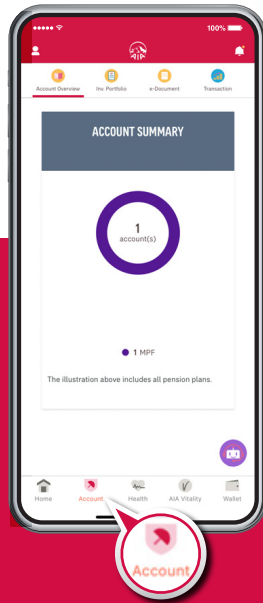 100%
AIA
Account Overview Inv. Portfolio e-Document Transaction
ACCOUNT SUMMARY
1
account(s)
1 MPF
The illustration above includes all pension plans.
Home Account Health AIA Vitality Wallet
Account